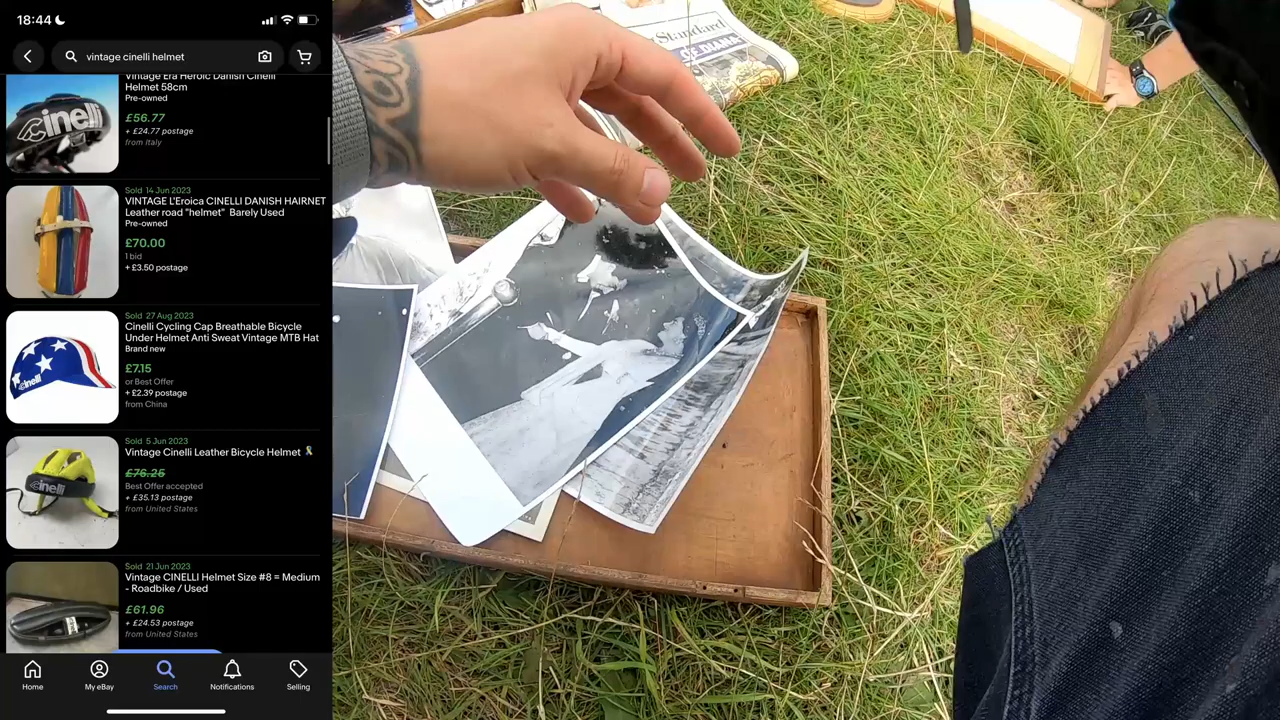 18:44
vintage cinelli helmet
Vintage Era Heroic Danish Cinelli
Helmet 58cm
Pre-owned
£56.77
+ £24.77 postage
from Italy
cinelli
Sold 14 Jun 2023
VINTAGE L'Eroica CINELLI DANISH HAIRNET
Leather road "helmet" Barely Used
Pre-owned
£70.00
1 bid
+ £3.50 postage
Sold 27 Aug 2023
Cinelli Cycling Cap Breathable Bicycle
Under Helmet Anti Sweat Vintage MTB Hat
Brand new
£7.15
or Best Offer
+ £2.39 postage
from China
cinelli
Sold 5 Jun 2023
Vintage Cinelli Leather Bicycle Helmet
£76.25
Best Offer accepted
+ £35.13 postage
from United States
cinelli
Sold 21 Jun 2023
Vintage CINELLI Helmet Size #8 = Medium
- Roadbike / Used
£61.96
+ £24.53 postage
from United States
Home
My eBay
Search
Notifications
Selling
Standard
DIANA